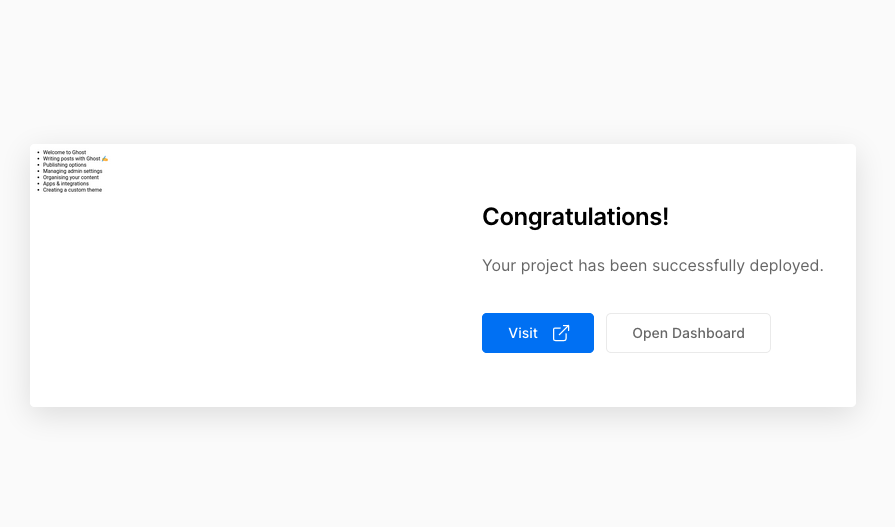 • Welcome to Ghost
• Writing posts with Ghost ✍️
• Publishing options
• Managing admin settings
• Organising your content
• Apps & integrations
• Creating a custom theme
Congratulations!
Your project has been successfully deployed.
Visit
Open Dashboard